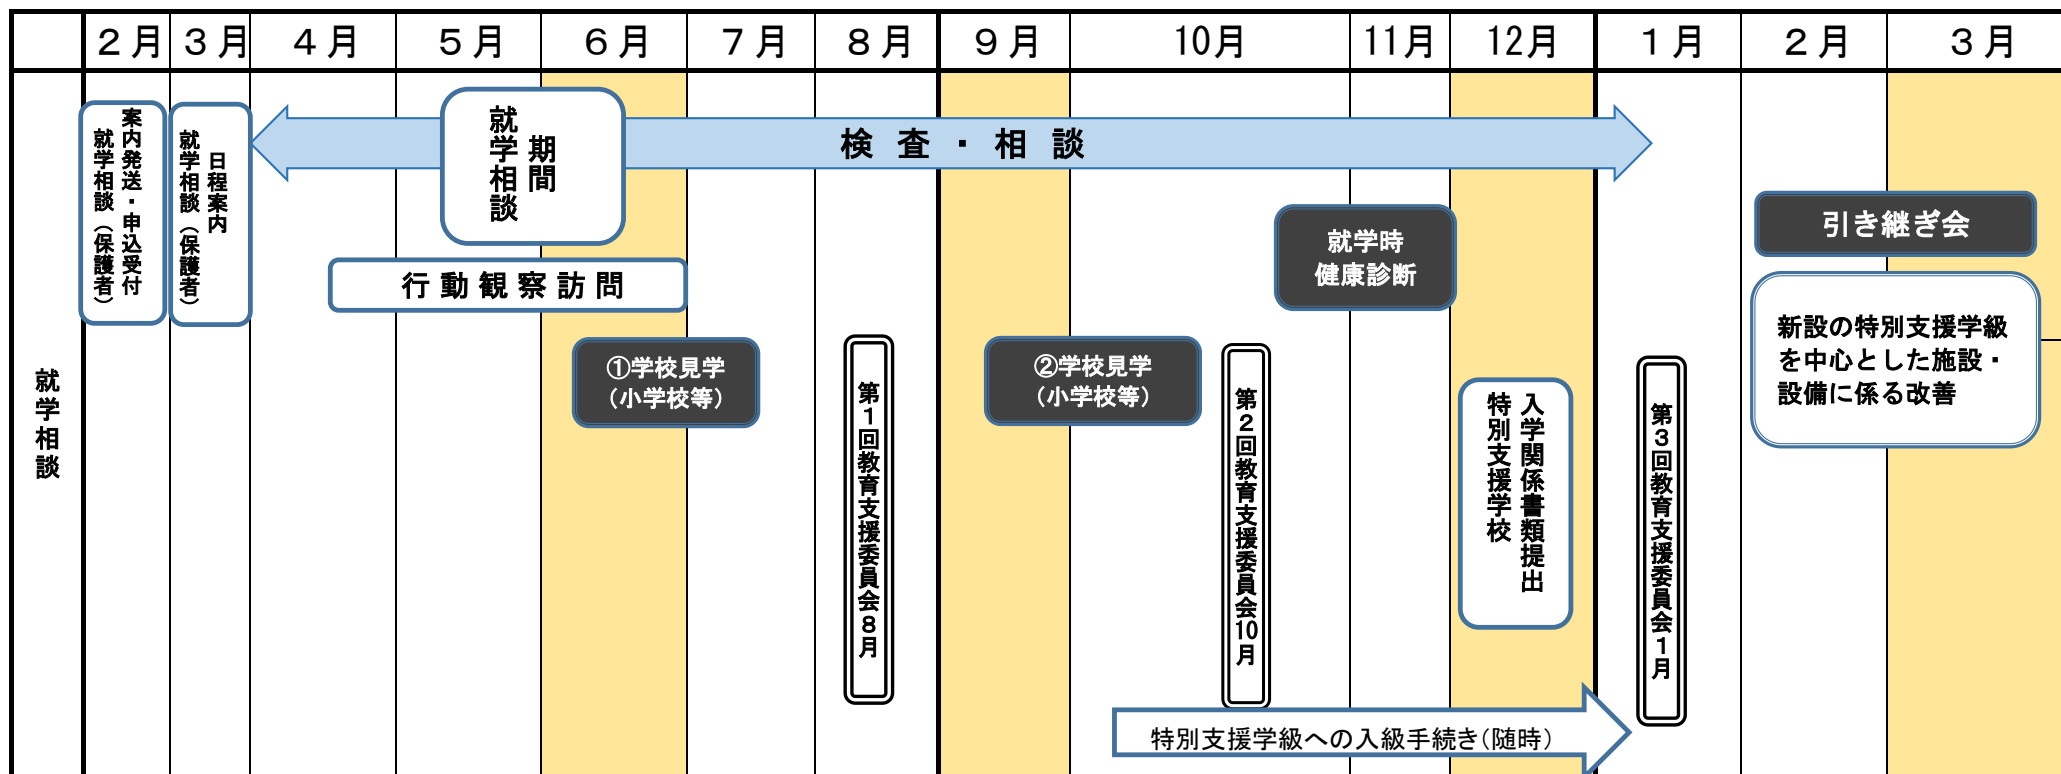 ２月
３月
４月
５月
６月
７月
８月
９月
10月
11月
12月
１月
２月
３月
就学相談
案内発送・申込受付
就学相談（保護者）
日程案内
就学相談（保護者）
期間
就学相談
検査・相談
行動観察訪問
①学校見学
（小学校等）
第１回教育支援委員会８月
②学校見学
（小学校等）
第２回教育支援委員会10月
就学時
健康診断
入学関係書類提出
特別支援学校
第３回教育支援委員会１月
引き継ぎ会
新設の特別支援学級
を中心とした施設・
設備に係る改善
特別支援学級への入級手続き（随時）